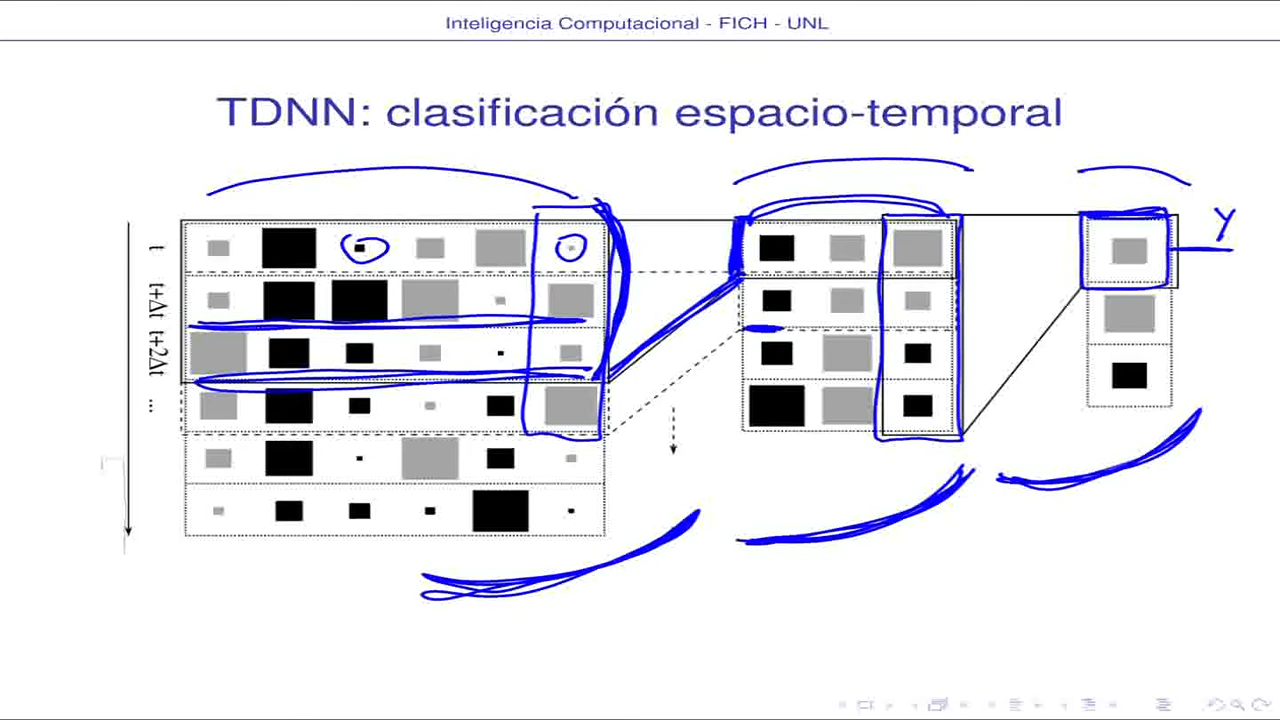 Inteligencia Computacional - FICH - UNL
TDNN: clasificación espacio-temporal
t
t+Δt
t+2Δt
...
Y